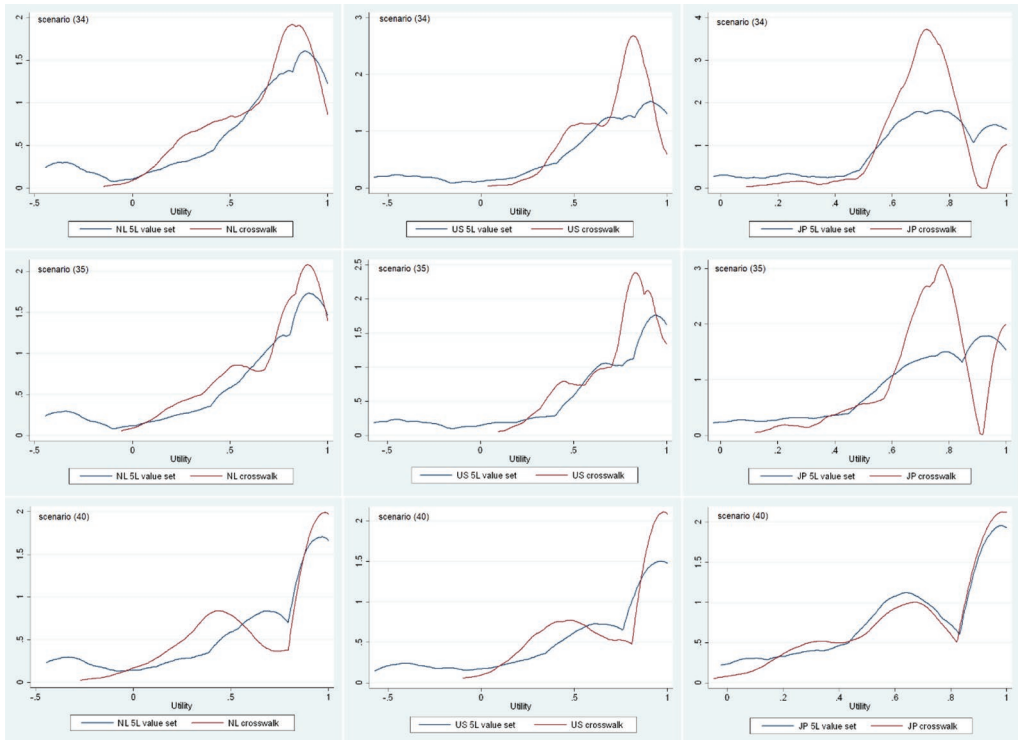 scenario (34)
2
1.5
1
.5
0
-.5 0 .5 1
Utility
NL 5L value set NL crosswalk
scenario (34)
3
2
1
0
-.5 0 .5 1
Utility
US 5L value set US crosswalk
scenario (34)
4
3
2
1
0
0 .2 .4 .6 .8 1
Utility
JP 5L value set JP crosswalk
scenario (35)
2
1.5
1
.5
0
-.5 0 .5 1
Utility
NL 5L value set NL crosswalk
scenario (35)
2.5
2
1.5
1
.5
0
-.5 0 .5 1
Utility
US 5L value set US crosswalk
scenario (35)
3
2
1
0
0 .2 .4 .6 .8 1
Utility
JP 5L value set JP crosswalk
scenario (40)
2
1.5
1
.5
0
-.5 0 .5 1
Utility
NL 5L value set NL crosswalk
scenario (40)
2
1.5
1
.5
0
-.5 0 .5 1
Utility
US 5L value set US crosswalk
scenario (40)
2
1.5
1
.5
0
0 .2 .4 .6 .8 1
Utility
JP 5L value set JP crosswalk